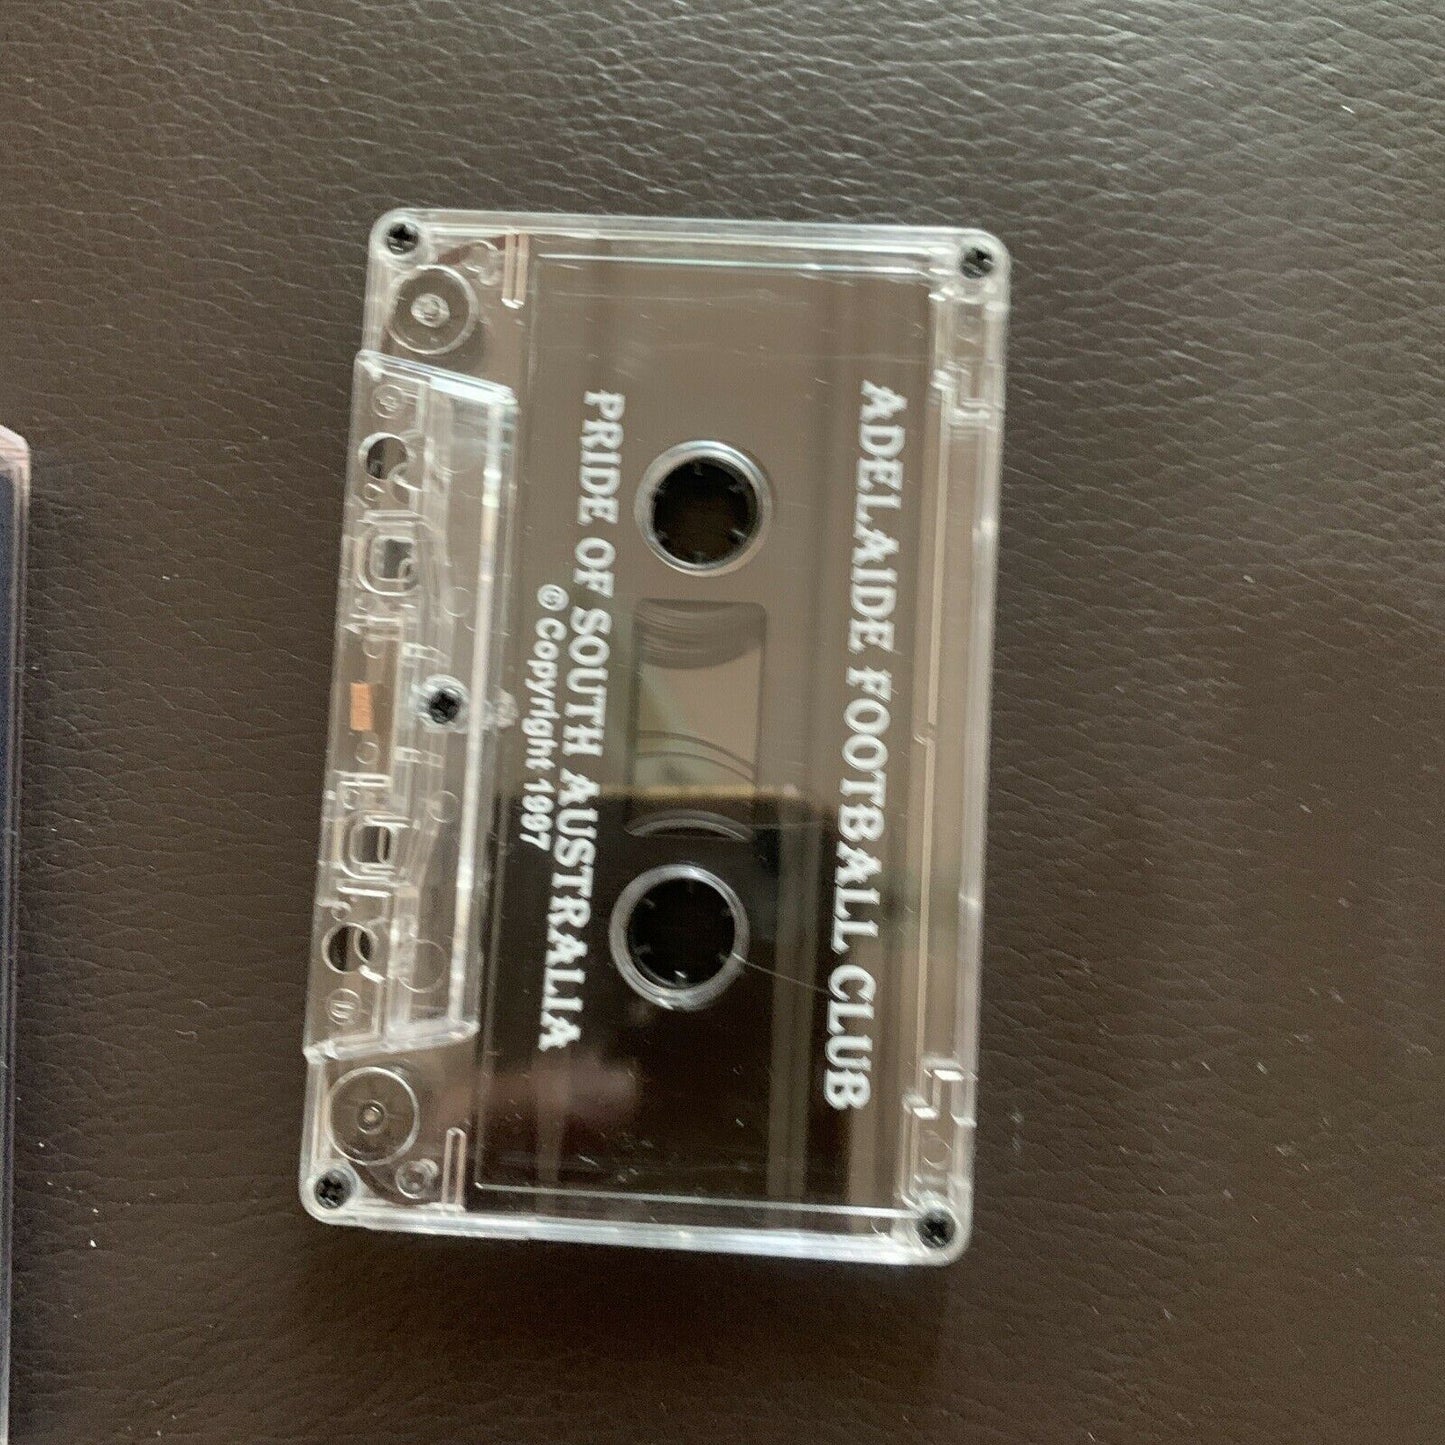 ADELAIDE FOOTBALL CLUB
PRIDE OF SOUTH AUSTRALIA
© Copyright 1997